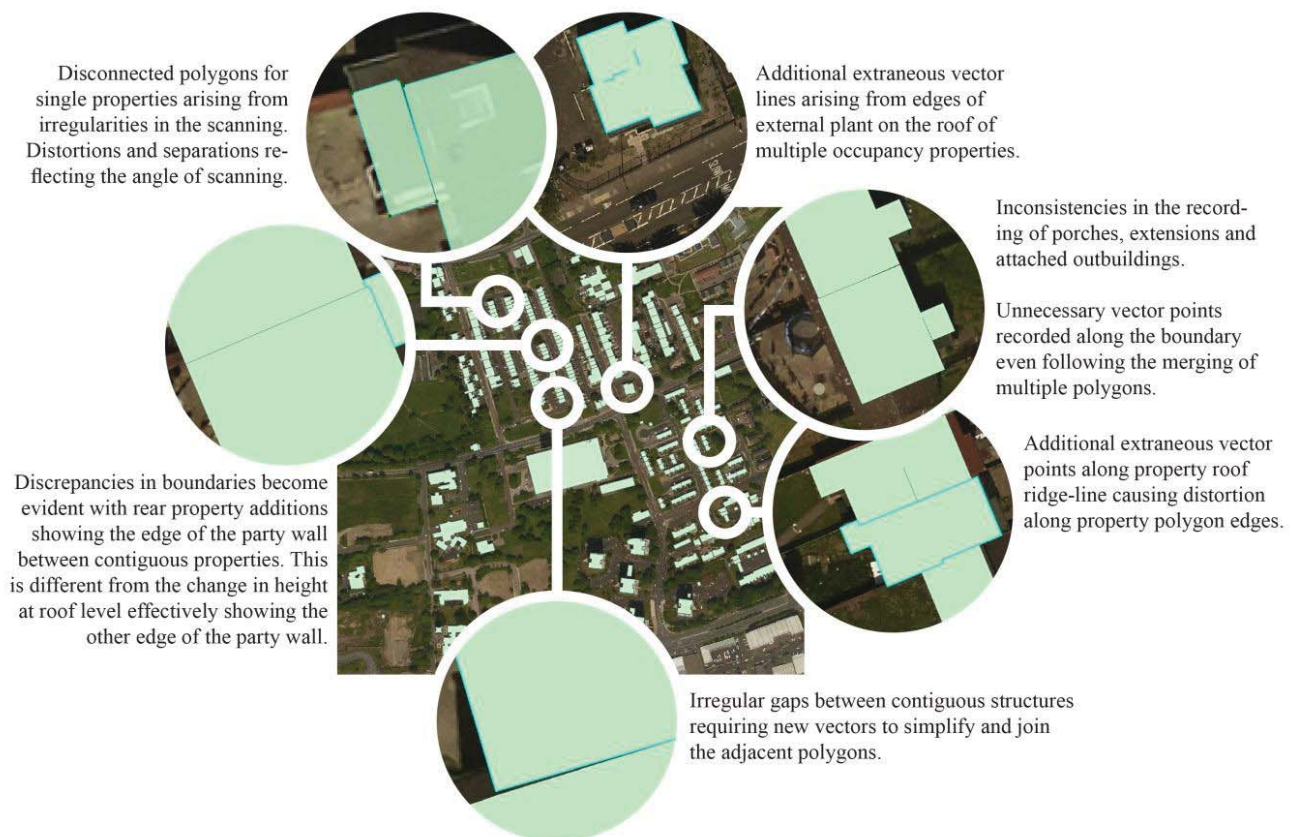 Disconnected polygons for
single properties arising from
irregularities in the scanning.
Distortions and separations re-
flecting the angle of scanning.
Additional extraneous vector
lines arising from edges of
external plant on the roof of
multiple occupancy properties.
Inconsistencies in the record-
ing of porches, extensions and
attached outbuildings.
Unnecessary vector points
recorded along the boundary
even following the merging of
multiple polygons.
Additional extraneous vector
points along property roof
ridge-line causing distortion
along property polygon edges.
Discrepancies in boundaries become
evident with rear property additions
showing the edge of the party wall
between contiguous properties. This
is different from the change in height
at roof level effectively showing the
other edge of the party wall.
Irregular gaps between contiguous structures
requiring new vectors to simplify and join
the adjacent polygons.